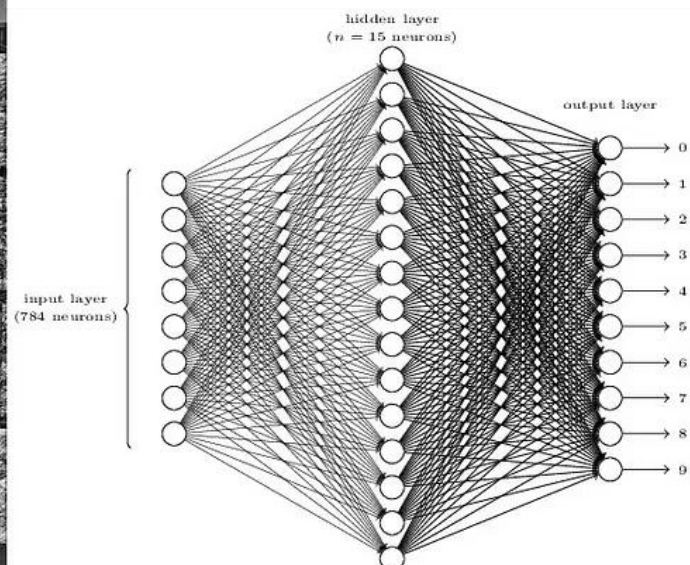 hidden layer
(n = 15 neurons)
output layer
0
1
2
3
input layer
(784 neurons)
4
5
6
7
8
9